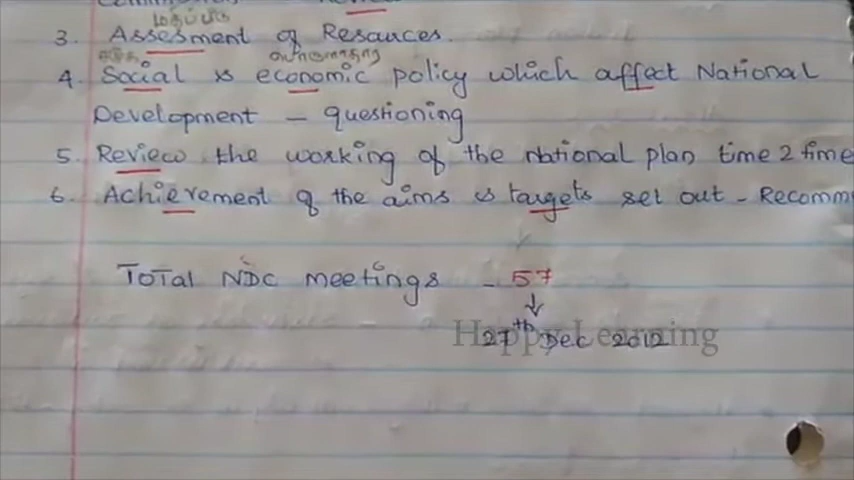 மதிப்பீடு
3. Assesment of Resources.
4. Social & economic policy which affect National
Development - questioning
5. Review the working of the national plan time 2 time
6. Achievement of the aims & targets set out - Recomm
Total NDC meetings - 57
↓
27th Dec 2012
Happy Learning